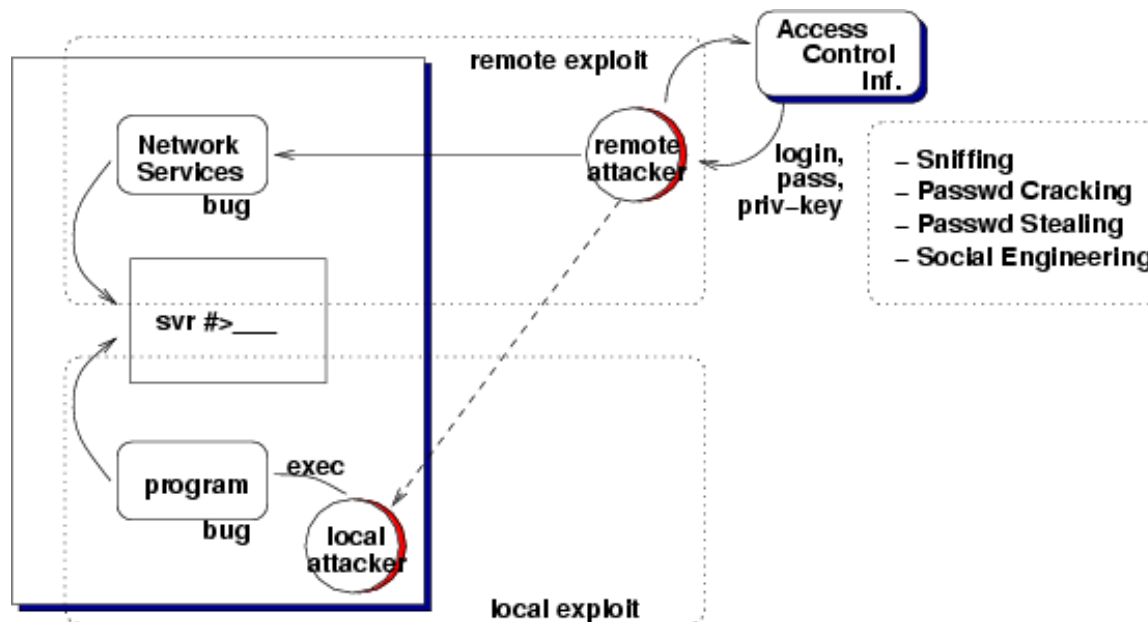 Access
Control
Inf.
remote exploit
Network
Services
bug
remote
attacker
login,
pass,
priv-key
- Sniffing
- Passwd Cracking
- Passwd Stealing
- Social Engineering
svr #>___
program
bug
exec
local
attacker
local exploit